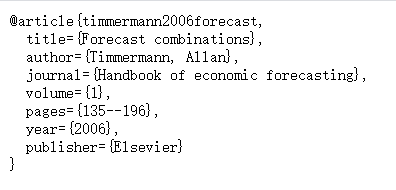 @article{timmermann2006forecast,
  title={Forecast combinations},
  author={Timmermann, Allan},
  journal={Handbook of economic forecasting},
  volume={1},
  pages={135--196},
  year={2006},
  publisher={Elsevier}
}